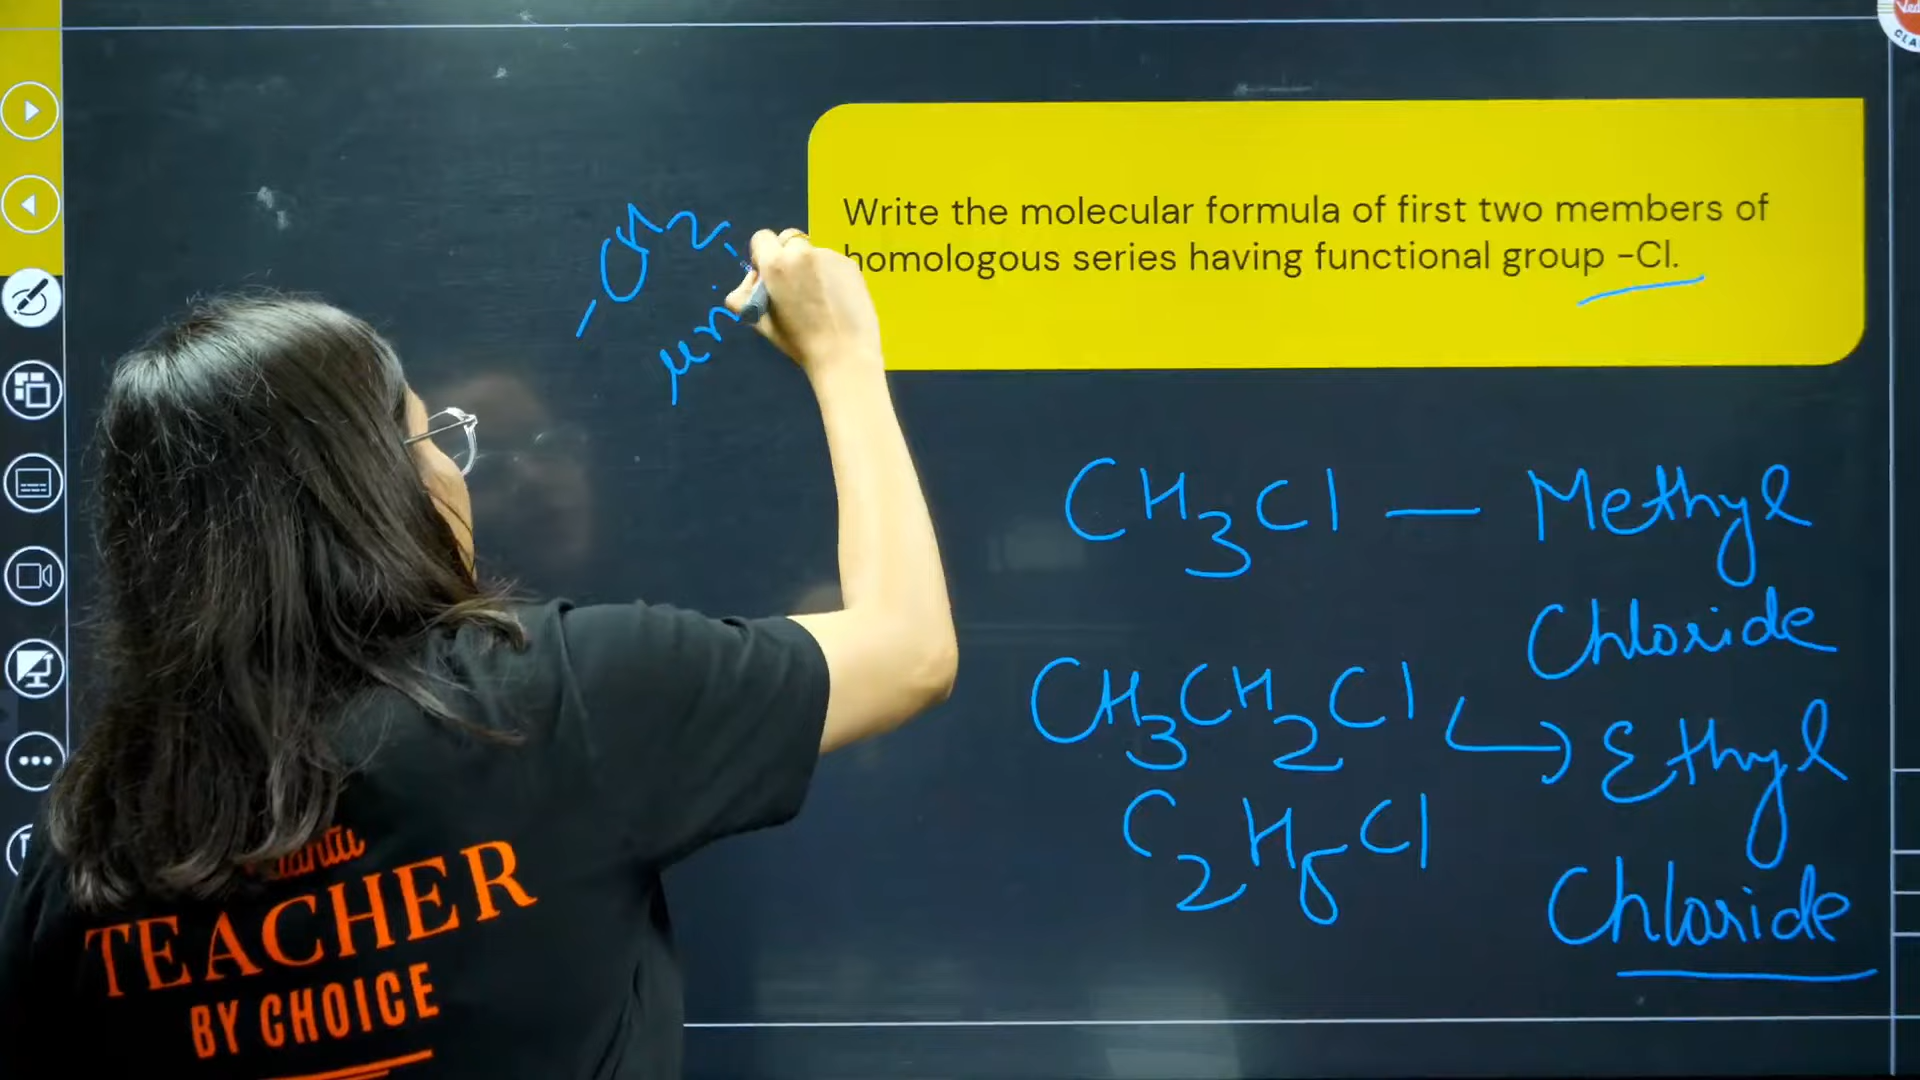 Write the molecular formula of first two members of
homologous series having functional group -Cl.
-CH2-
CH3Cl — Methyl
Chloride
CH3CH2Cl ↳ Ethyl
C2H5Cl
Chloride
TEACHER
BY CHOICE